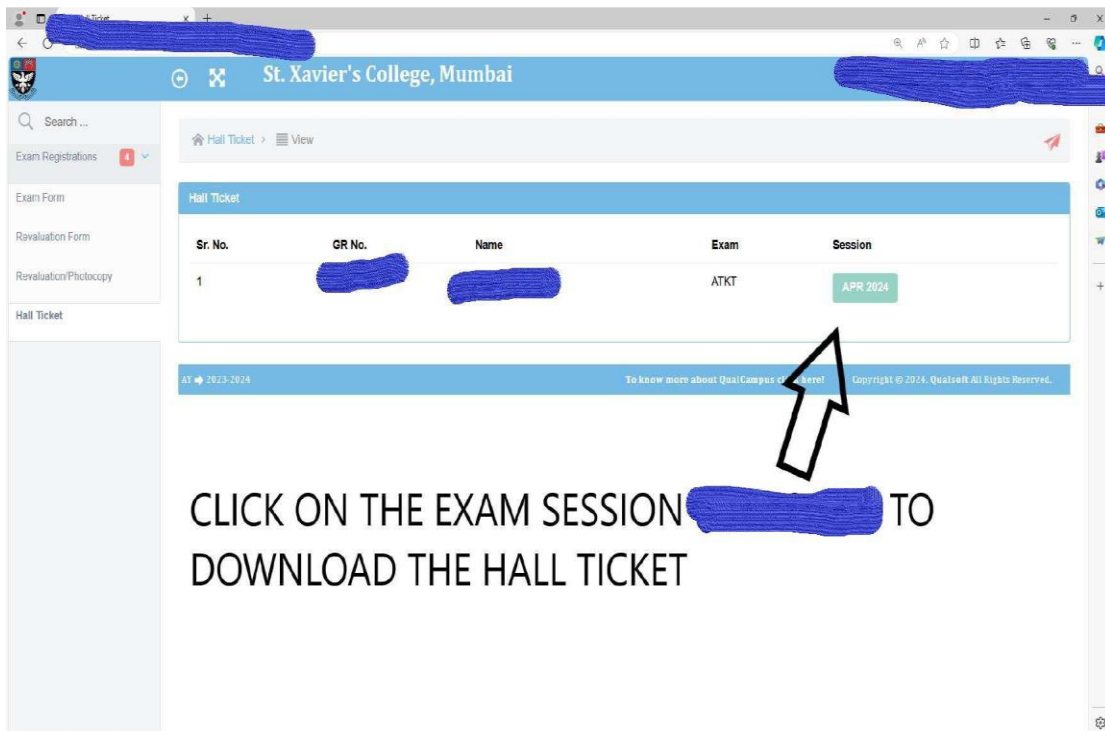 St. Xavier's College, Mumbai
Search ...
Hall Ticket > View
Exam Registrations 4
Exam Form
Revaluation Form
Revaluation/Photocopy
Hall Ticket
Hall Ticket
Sr. No. GR No. Name Exam Session
1 ATKT APR 2024
AY 2023-2024 To know more about QualCampus click here! Copyright © 2024. Qualsoft All Rights Reserved.
CLICK ON THE EXAM SESSION TO
DOWNLOAD THE HALL TICKET